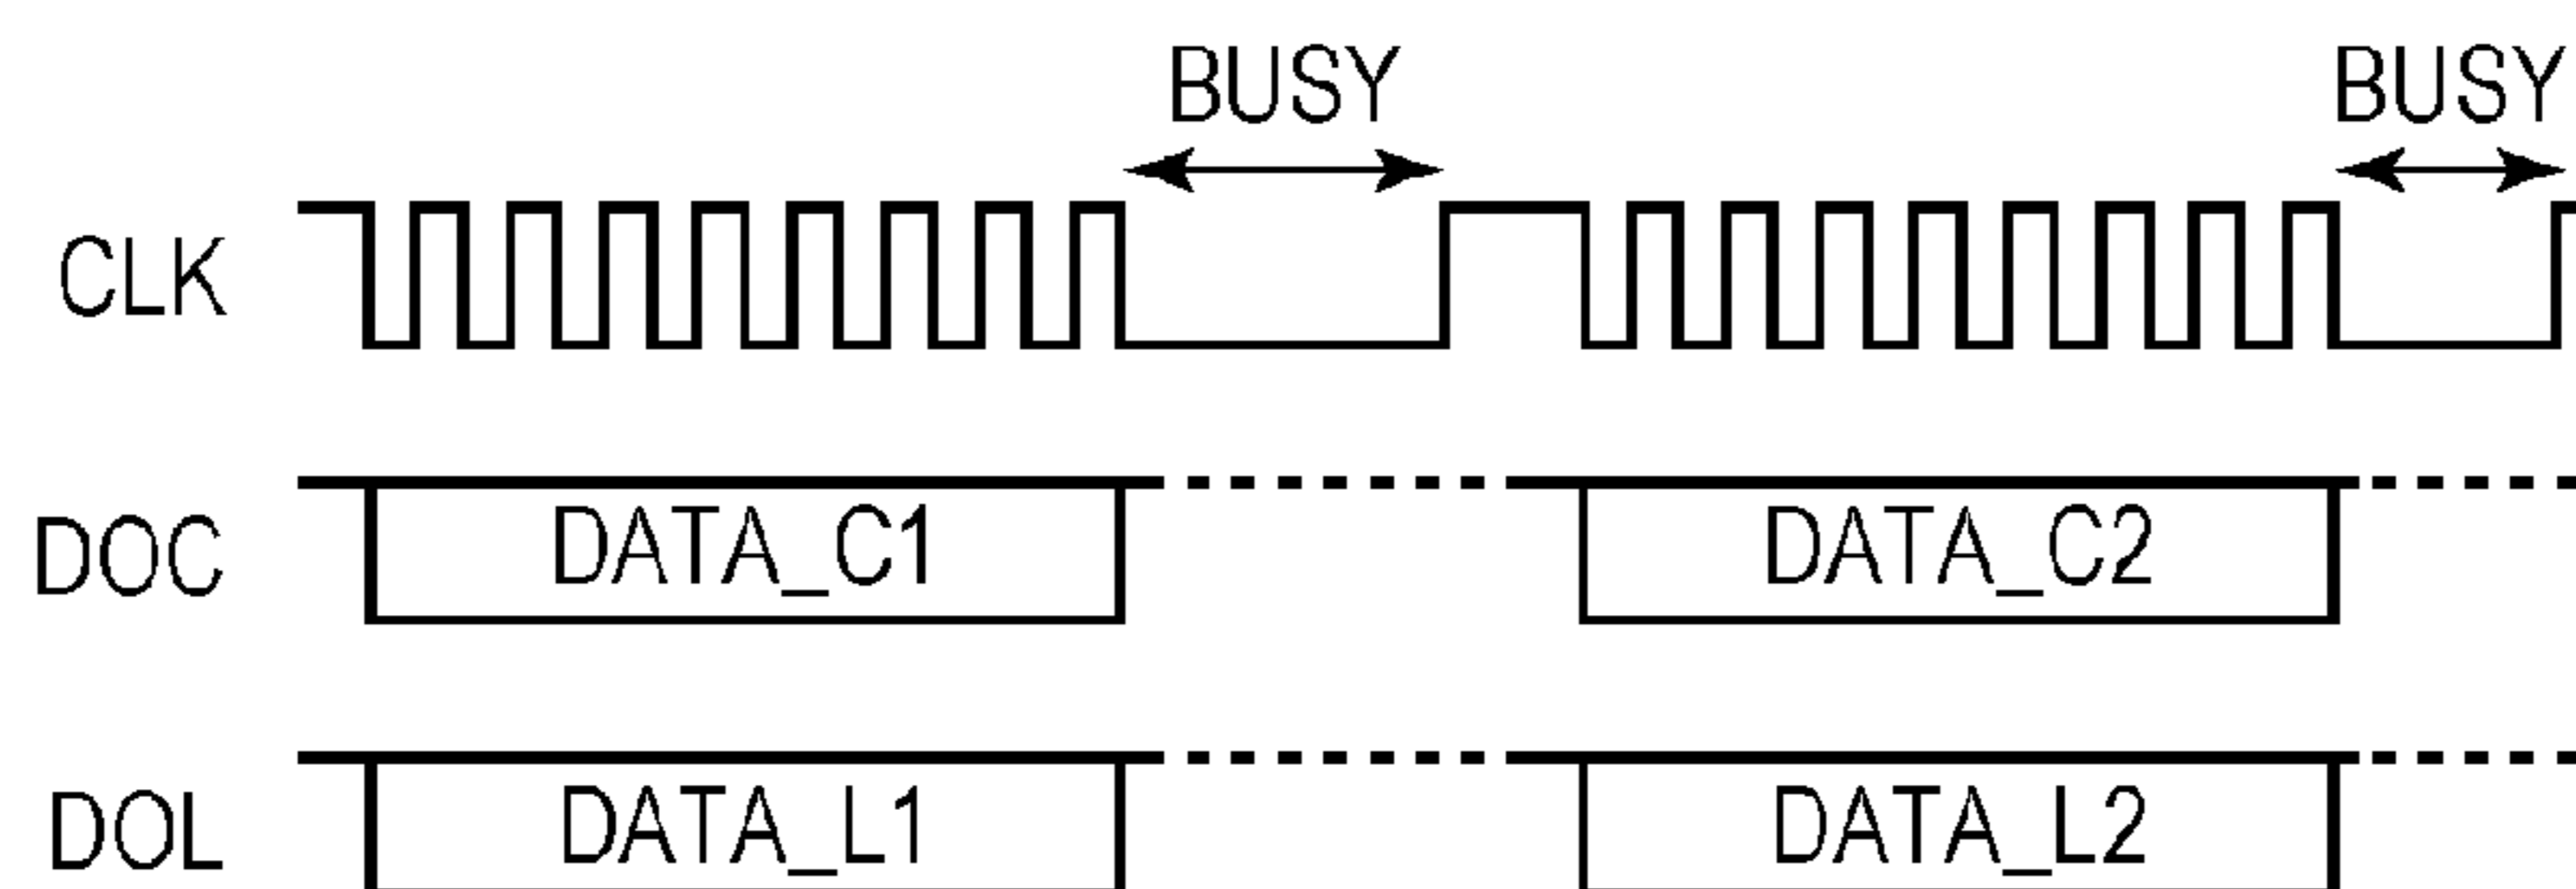 BUSY BUSY
CLK
DOC DATA_C1 DATA_C2
DOL DATA_L1 DATA_L2